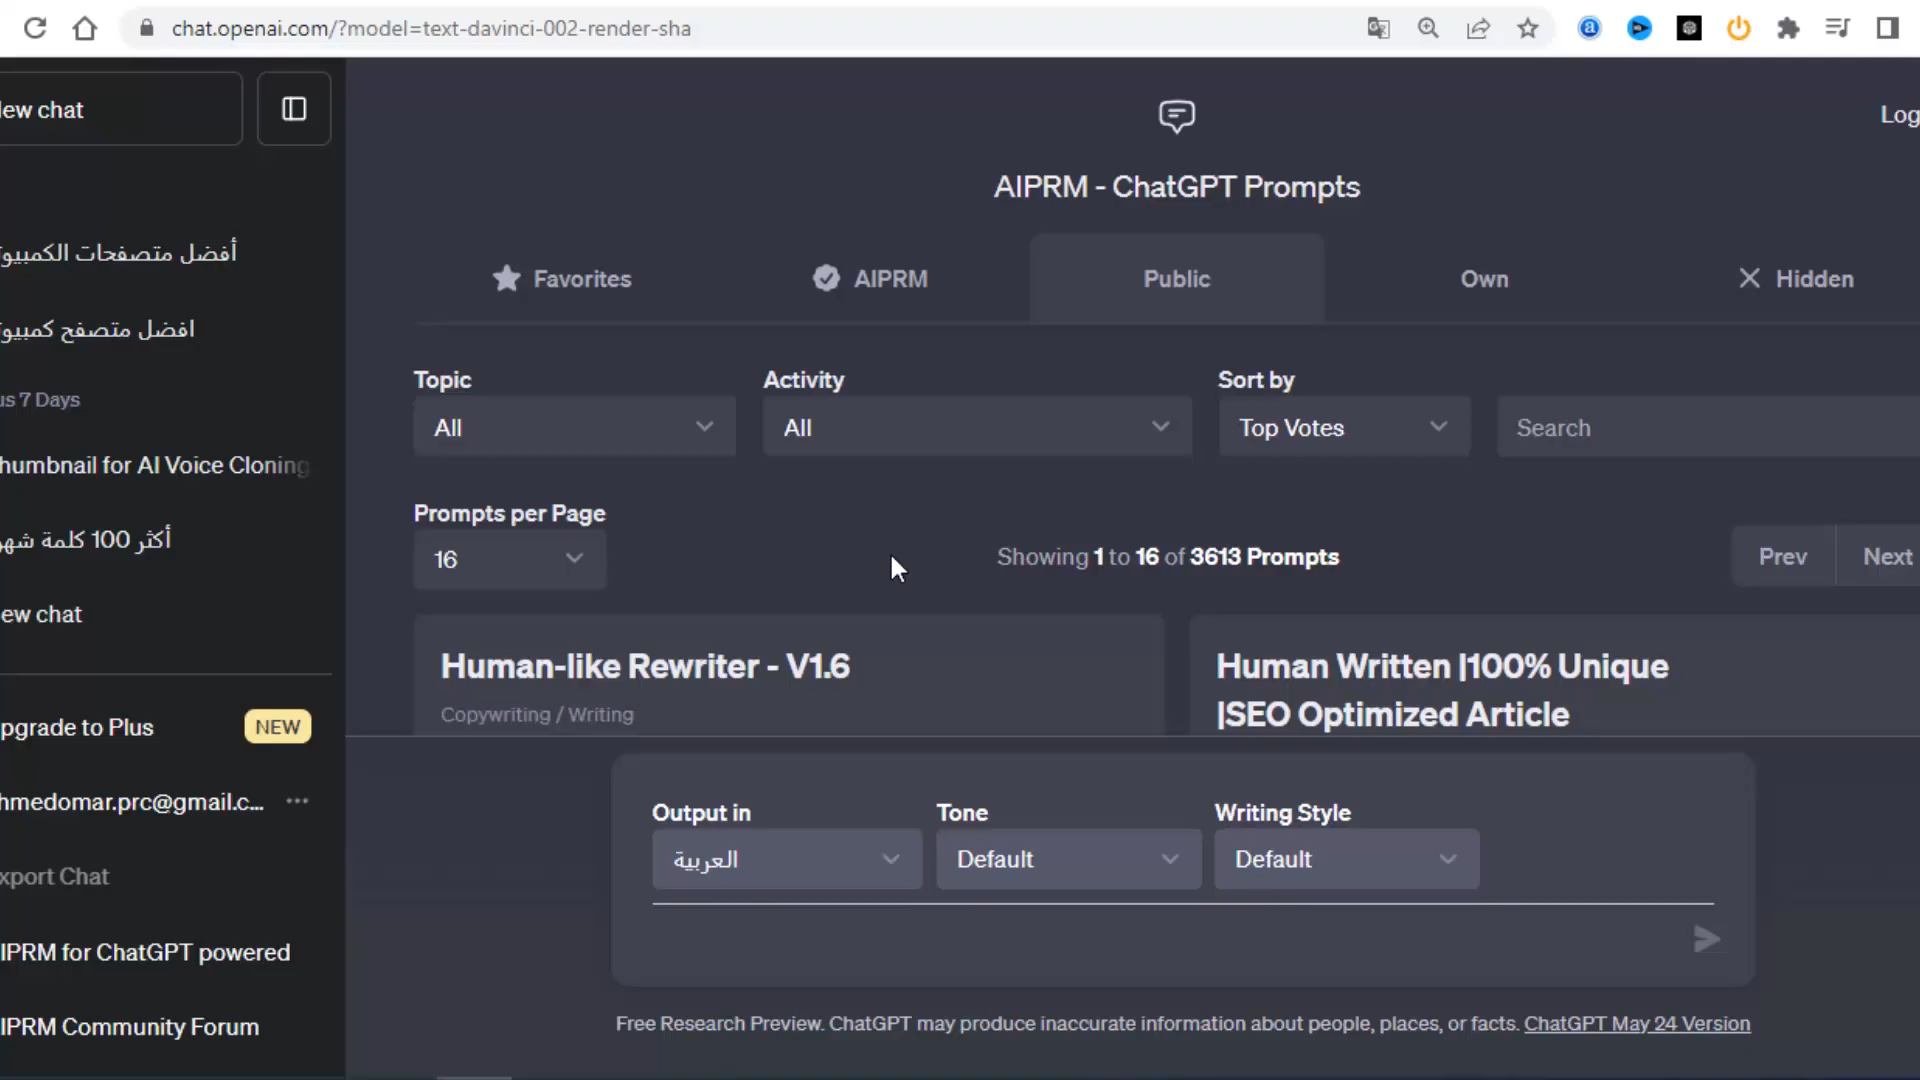 chat.openai.com/?model=text-davinci-002-render-sha
ew chat
أفضل متصفحات الكمبيو
افضل متصفح كمبيو
us 7 Days
humbnail for AI Voice Cloning
أكثر 100 كلمة شهو
ew chat
pgrade to Plus NEW
hmedomar.prc@gmail.c... ...
xport Chat
IPRM for ChatGPT powered
IPRM Community Forum
Log
AIPRM - ChatGPT Prompts
Favorites AIPRM Public Own Hidden
Topic Activity Sort by
All All Top Votes Search
Prompts per Page
16 Showing 1 to 16 of 3613 Prompts Prev Next
Human-like Rewriter - V1.6
Copywriting / Writing
Human Written |100% Unique
|SEO Optimized Article
Output in Tone Writing Style
العربية Default Default
Free Research Preview. ChatGPT may produce inaccurate information about people, places, or facts. ChatGPT May 24 Version